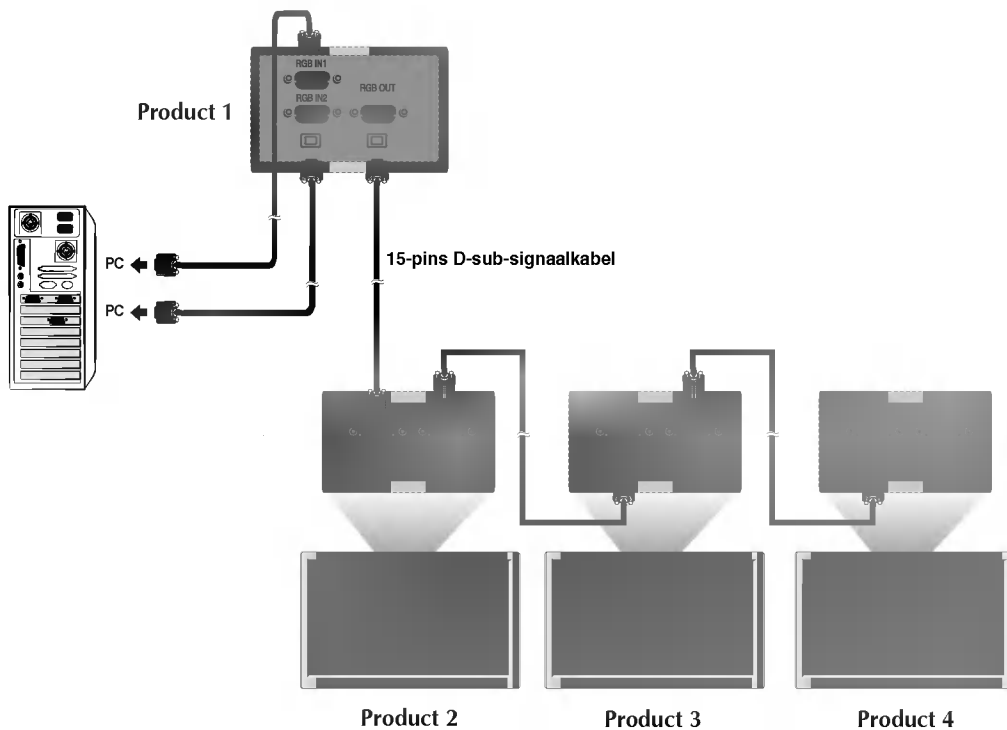 RGB IN1
RGB OUT
RGB IN2
Product 1
15-pins D-sub-signaalkabel
PC
PC
Product 2
Product 3
Product 4